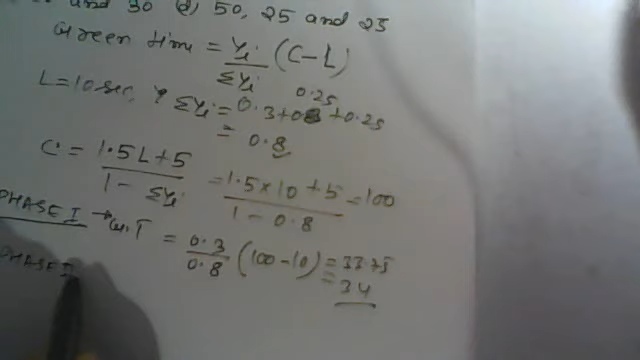 and 30 d) 50, 25 and 25
Green time = yi / Σyi (C-L)
L = 10 sec, Σyi = 0.3 + 0.25 + 0.25
= 0.8
C = 1.5L+5 / 1 - Σyi = 1.5×10+5 / 1-0.8 = 100
PHASE I → G.T = 0.3 / 0.8 (100-10) = 33.75
= 34
PHASE II